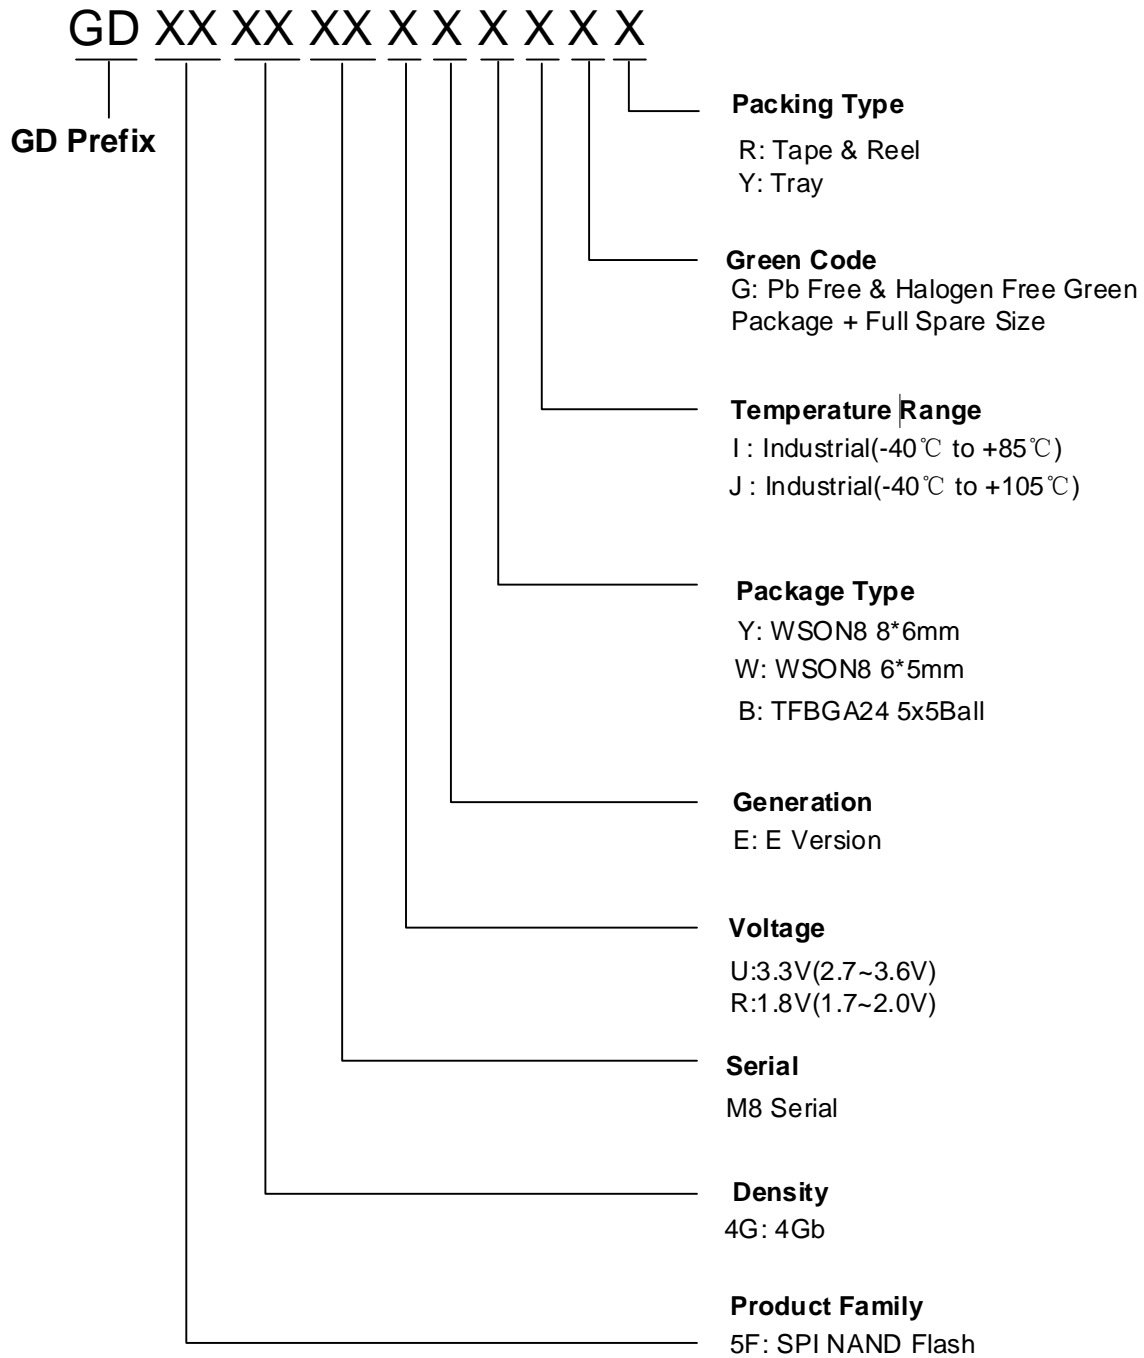 GD XX XX XX X X X X X X
GD Prefix
Packing Type
R: Tape & Reel
Y: Tray
Green Code
G: Pb Free & Halogen Free Green
Package + Full Spare Size
Temperature Range
I : Industrial(-40℃ to +85℃)
J : Industrial(-40℃ to +105℃)
Package Type
Y: WSON8 8*6mm
W: WSON8 6*5mm
B: TFBGA24 5x5Ball
Generation
E: E Version
Voltage
U:3.3V(2.7~3.6V)
R:1.8V(1.7~2.0V)
Serial
M8 Serial
Density
4G: 4Gb
Product Family
5F: SPI NAND Flash